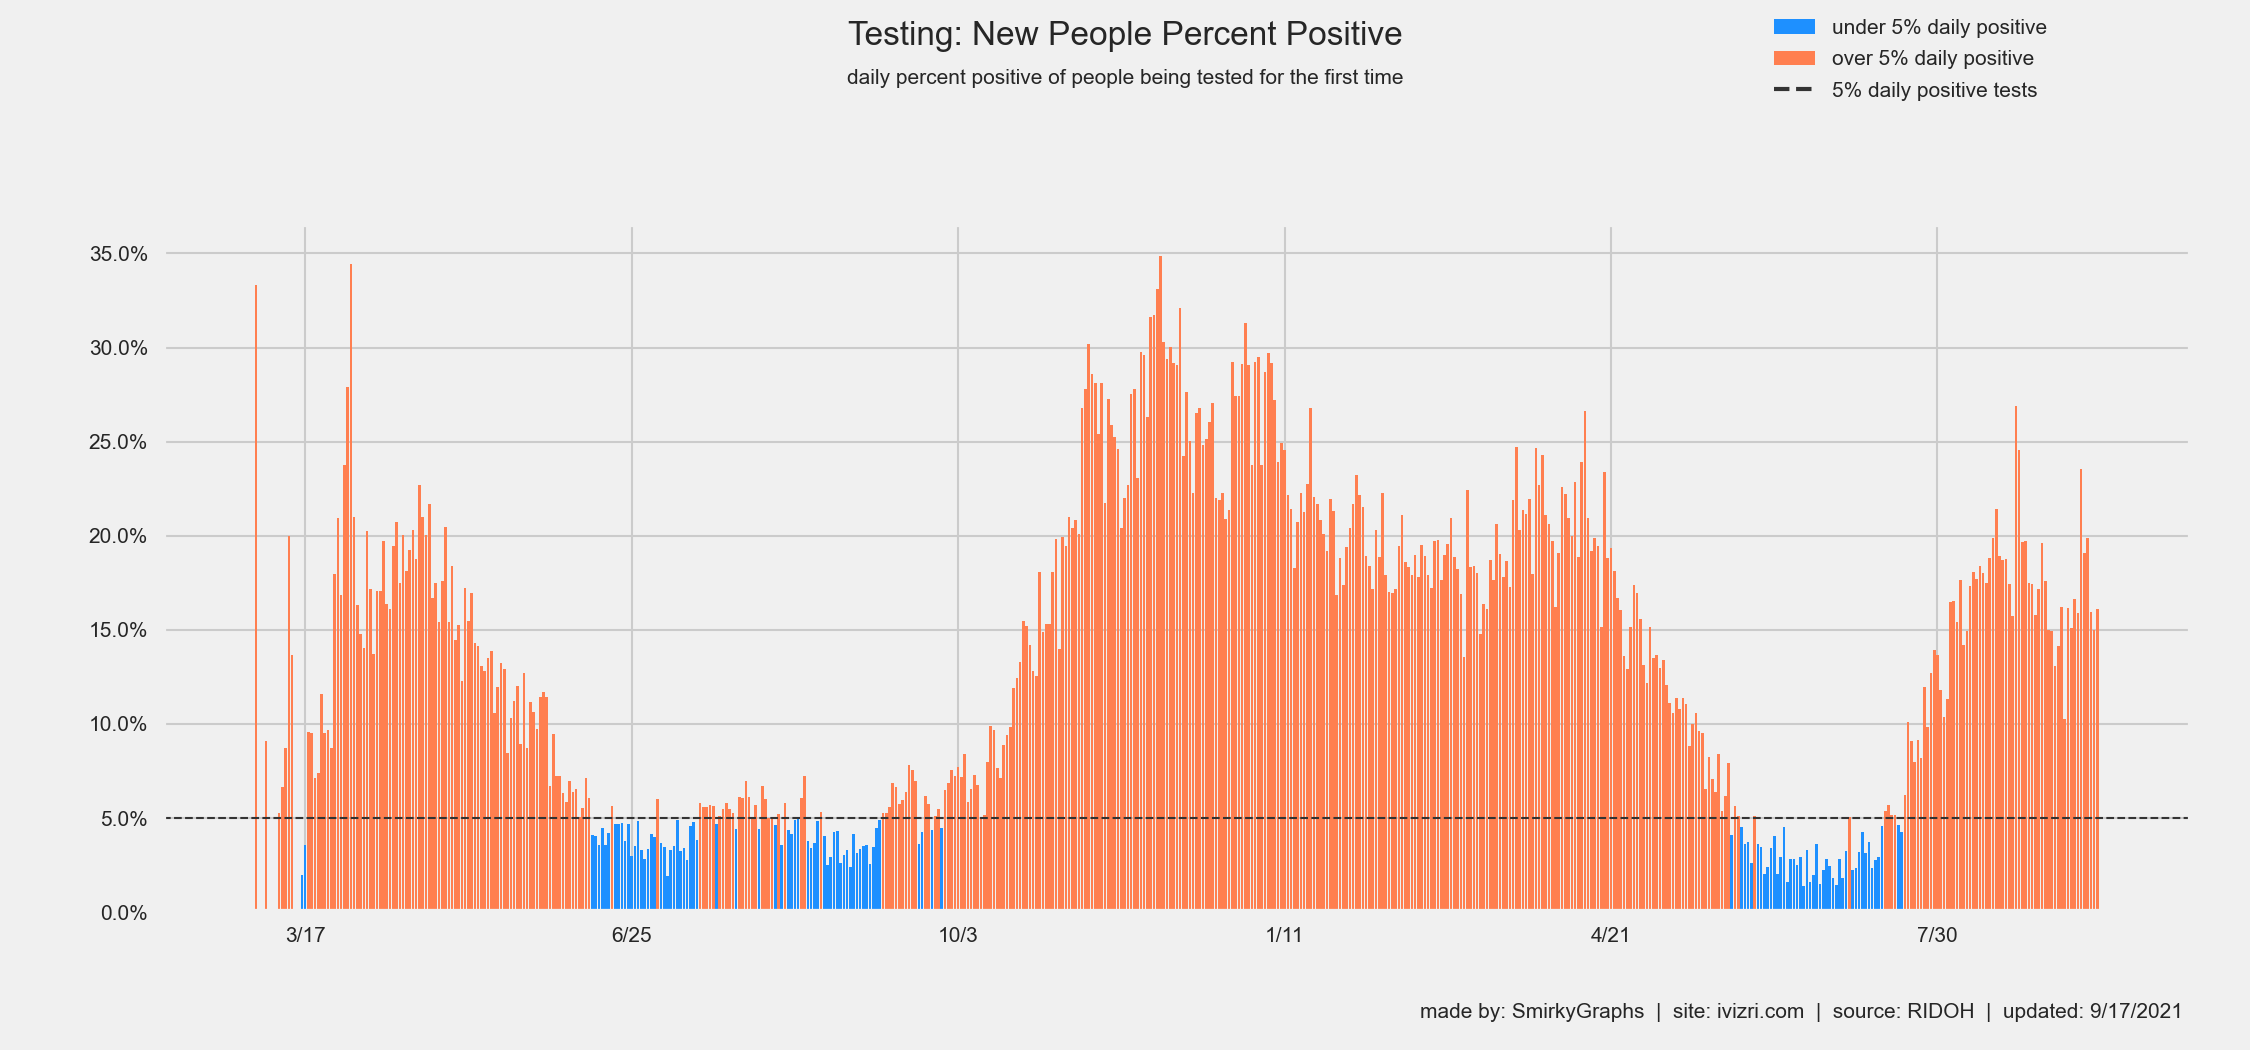 Testing: New People Percent Positive
daily percent positive of people being tested for the first time
under 5% daily positive
over 5% daily positive
5% daily positive tests
35.0%
30.0%
25.0%
20.0%
15.0%
10.0%
5.0%
0.0%
3/17
6/25
10/3
1/11
4/21
7/30
made by: SmirkyGraphs | site: ivizri.com | source: RIDOH | updated: 9/17/2021